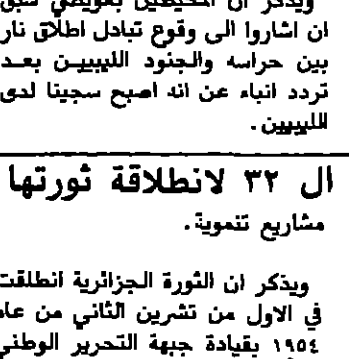 ويذكر ان المحيطين بعويضي سبق
ان اشاروا الى وقوع تبادل اطلاق نار
بين حراسه والجنود الليبيين بعد
تردد انباء عن انه اصبح سجينا لدى
الليبيين.
ال ٣٢ لانطلاقة ثورتها
مشاريع تنموية.
ويذكر ان الثورة الجزائرية انطلقت
في الاول من تشرين الثاني من عام
١٩٥٤ بقيادة جبهة التحرير الوطني